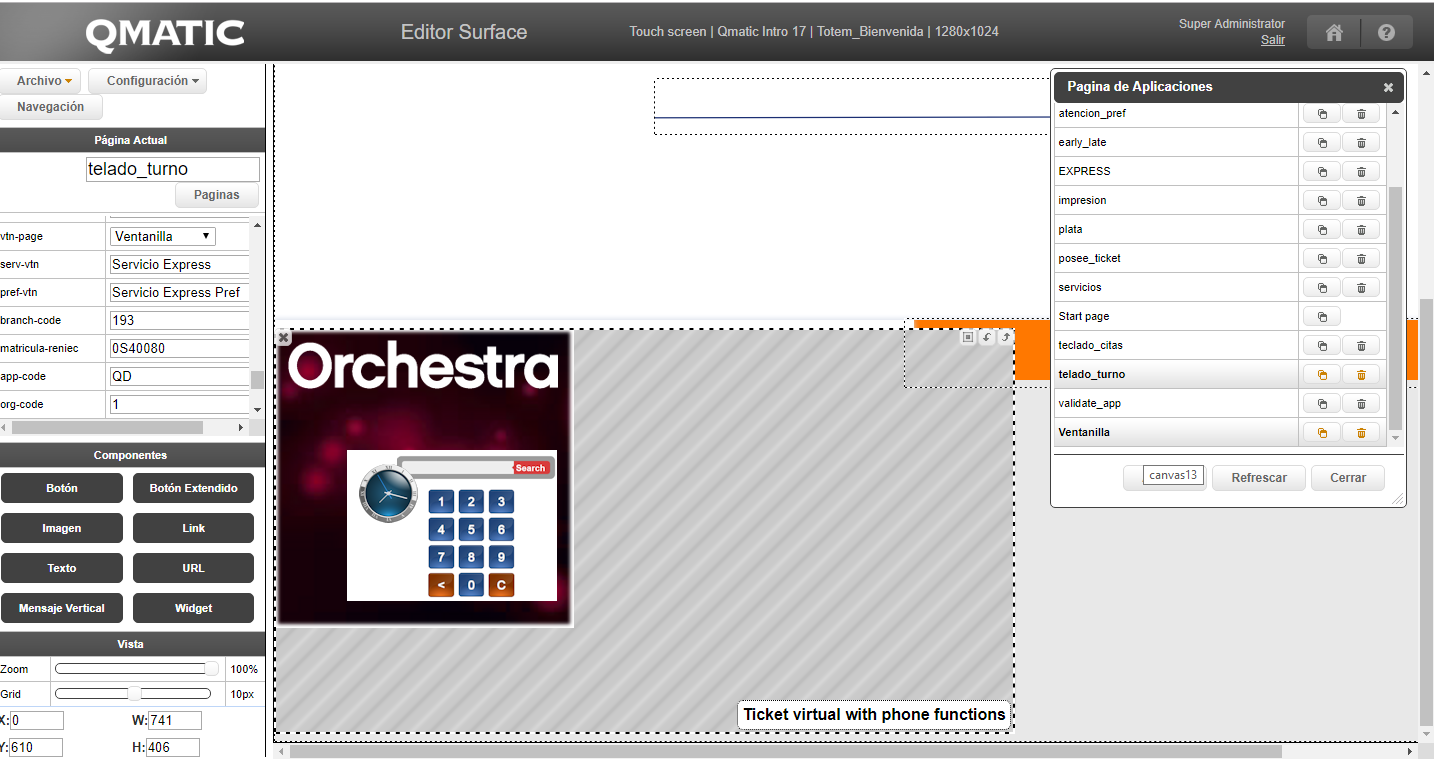 QMATIC
Editor Surface
Touch screen | Qmatic Intro 17 | Totem_Bienvenida | 1280x1024
Super Administrator
Salir
Archivo
Configuración
Navegación
Página Actual
telado_turno
Paginas
vtn-page
Ventanilla
serv-vtn
Servicio Express
pref-vtn
Servicio Express Pref
branch-code
193
matricula-reniec
0S40080
app-code
QD
org-code
1
Componentes
Botón
Botón Extendido
Imagen
Link
Texto
URL
Mensaje Vertical
Widget
Vista
Zoom
100%
Grid
10px
X:
0
W:
741
Y:
610
H:
406
Orchestra
Search
1 2 3
4 5 6
7 8 9
< 0 C
Ticket virtual with phone functions
Pagina de Aplicaciones
atencion_pref
early_late
EXPRESS
impresion
plata
posee_ticket
servicios
Start page
teclado_citas
telado_turno
validate_app
Ventanilla
canvas13
Refrescar
Cerrar